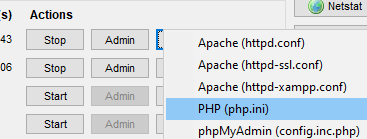 (s) Actions Netstat
43 Stop Admin
Apache (httpd.conf)
06 Stop Admin
Apache (httpd-ssl.conf)
Apache (httpd-xampp.conf)
Start Admin
PHP (php.ini)
Start Admin
phpMyAdmin (config.inc.php)